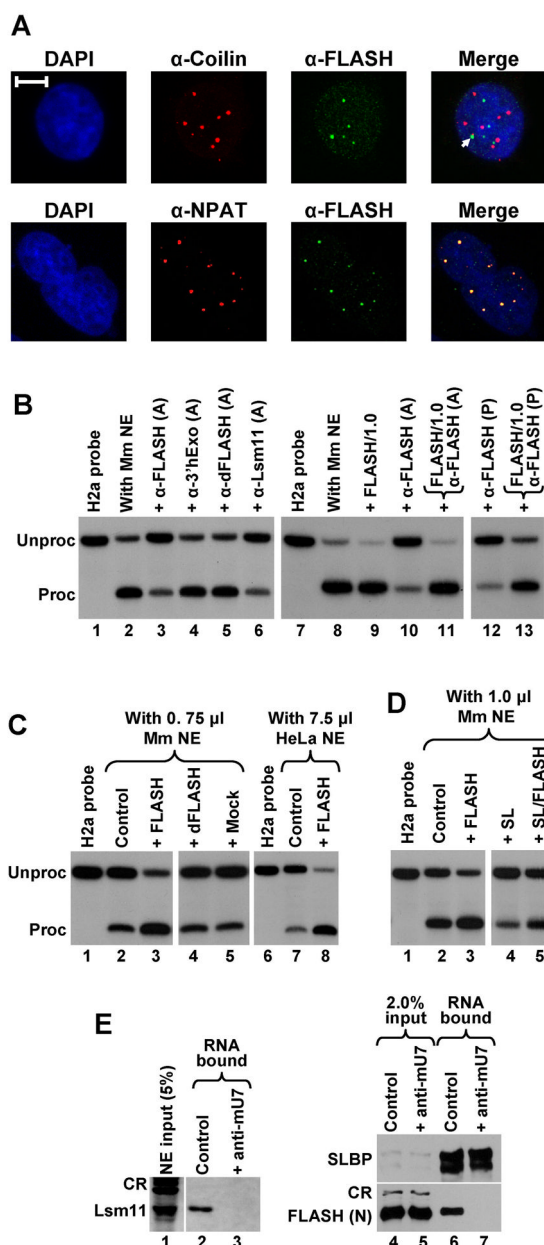 A
DAPI α-Coilin α-FLASH Merge
DAPI α-NPAT α-FLASH Merge
B
H2a probe
With Mm NE
+ α-FLASH (A)
+ α-3'hExo (A)
+ α-dFLASH (A)
+ α-Lsm11 (A)
H2a probe
With Mm NE
+ FLASH/1.0
+ α-FLASH (A)
+ { FLASH/1.0
α-FLASH (A)
+ α-FLASH (P)
+ { FLASH/1.0
α-FLASH (P)
Unproc
Proc
1 2 3 4 5 6 7 8 9 10 11 12 13
C
With 0. 75 µl
Mm NE
With 7.5 µl
HeLa NE
H2a probe
Control
+ FLASH
+ dFLASH
+ Mock
H2a probe
Control
+ FLASH
Unproc
Proc
1 2 3 4 5 6 7 8
D
With 1.0 µl
Mm NE
H2a probe
Control
+ FLASH
+ SL
+ SL/FLASH
1 2 3 4 5
E
NE input (5%)
RNA
bound
Control
+ anti-mU7
CR
Lsm11
1 2 3
2.0%
input
RNA
bound
Control
+ anti-mU7
Control
+ anti-mU7
SLBP
CR
FLASH (N)
4 5 6 7